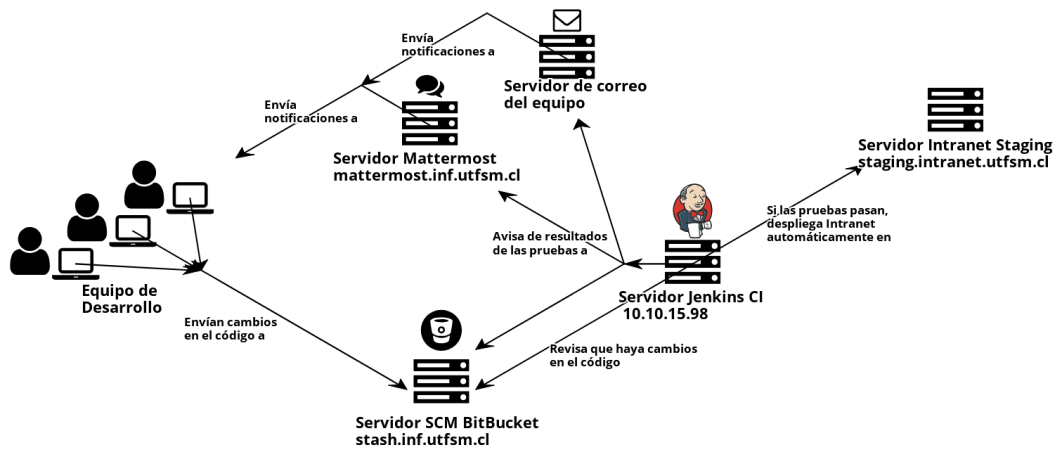 Envía
notificaciones a
Servidor de correo
del equipo
Envía
notificaciones a
Servidor Mattermost
mattermost.inf.utfsm.cl
Servidor Intranet Staging
staging.intranet.utfsm.cl
Si las pruebas pasan,
despliega Intranet
automáticamente en
Avisa de resultados
de las pruebas a
Equipo de
Desarrollo
Servidor Jenkins CI
10.10.15.98
Envían cambios
en el código a
Revisa que haya cambios
en el código
Servidor SCM BitBucket
stash.inf.utfsm.cl